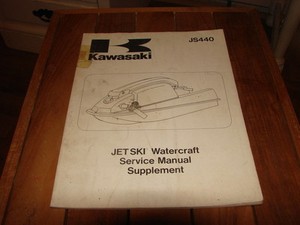 JS440
Kawasaki
JET SKI Watercraft
Service Manual
Supplement